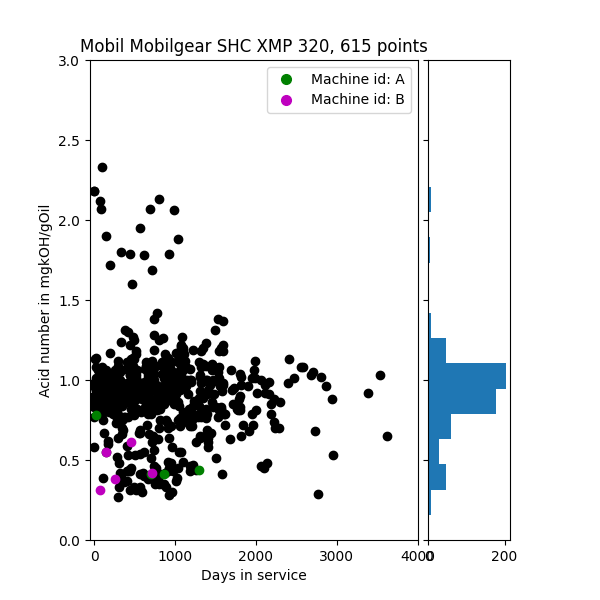 Mobil Mobilgear SHC XMP 320, 615 points
Machine id: A
Machine id: B
3.0
2.5
2.0
1.5
1.0
0.5
0.0
Acid number in mgkOH/gOil
0
1000
2000
3000
4000
0
200
Days in service